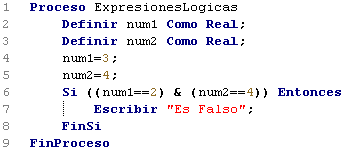 1 Proceso ExpresionesLogicas
2 Definir num1 Como Real;
3 Definir num2 Como Real;
4 num1=3;
5 num2=4;
6 Si ((num1==2) & (num2==4)) Entonces
7 Escribir "Es Falso";
8 FinSi
9 FinProceso